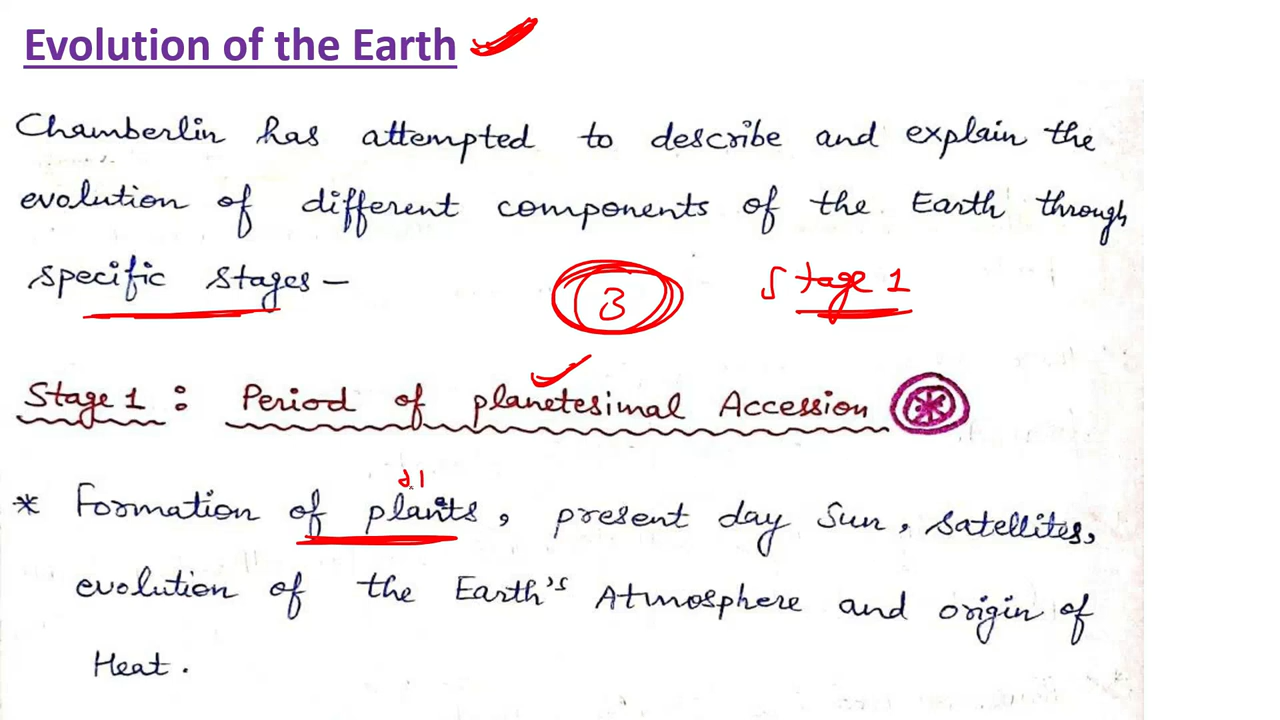 Evolution of the Earth
Chamberlin has attempted to describe and explain the
evolution of different components of the Earth through
specific stages –
3 Stage 1
Stage 1 : Period of planetesimal Accession
* Formation of planets, present day Sun, Satellites,
evolution of the Earth's Atmosphere and origin of
Heat.